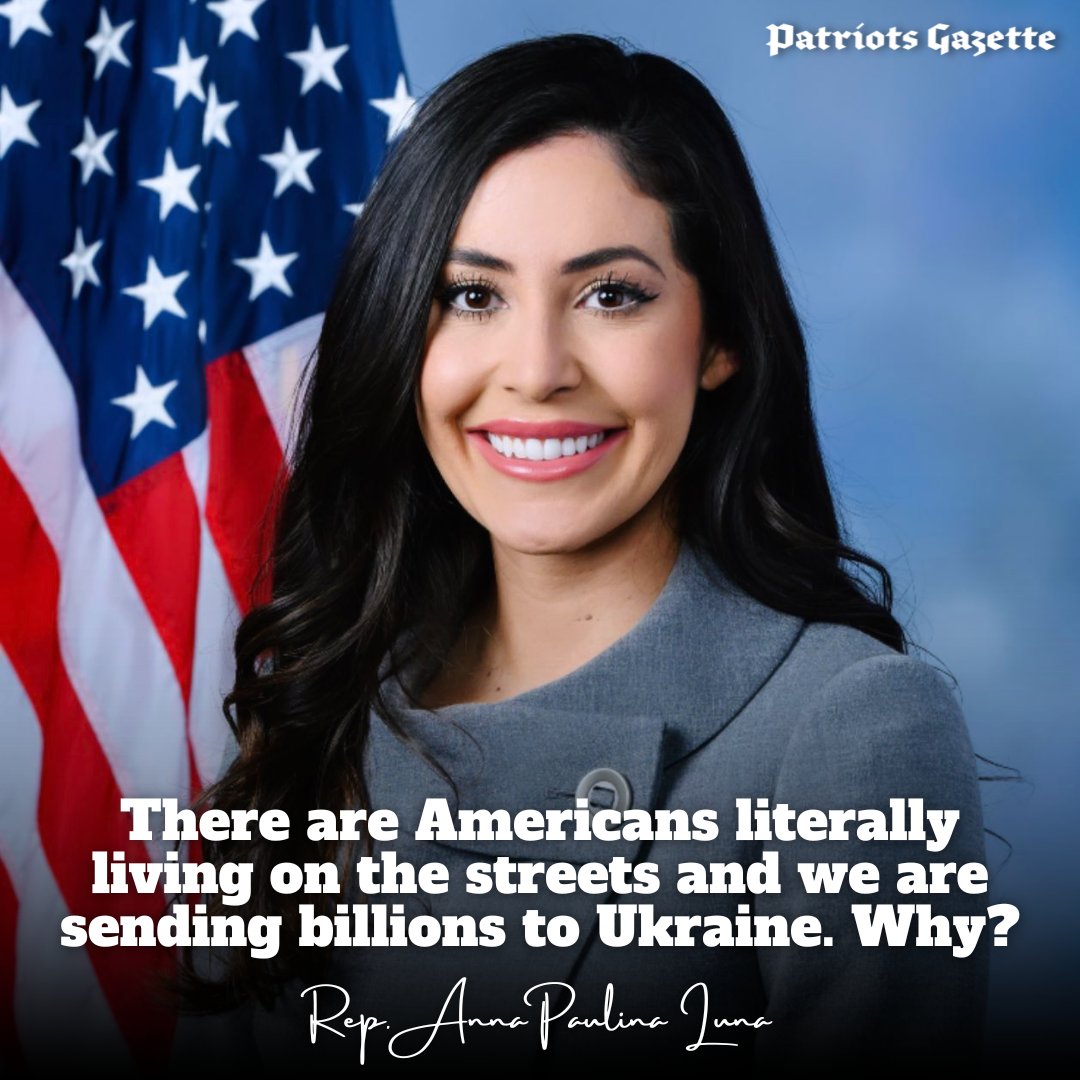 Patriots Gazette
There are Americans literally
living on the streets and we are
sending billions to Ukraine. Why?
Rep. Anna Paulina Luna